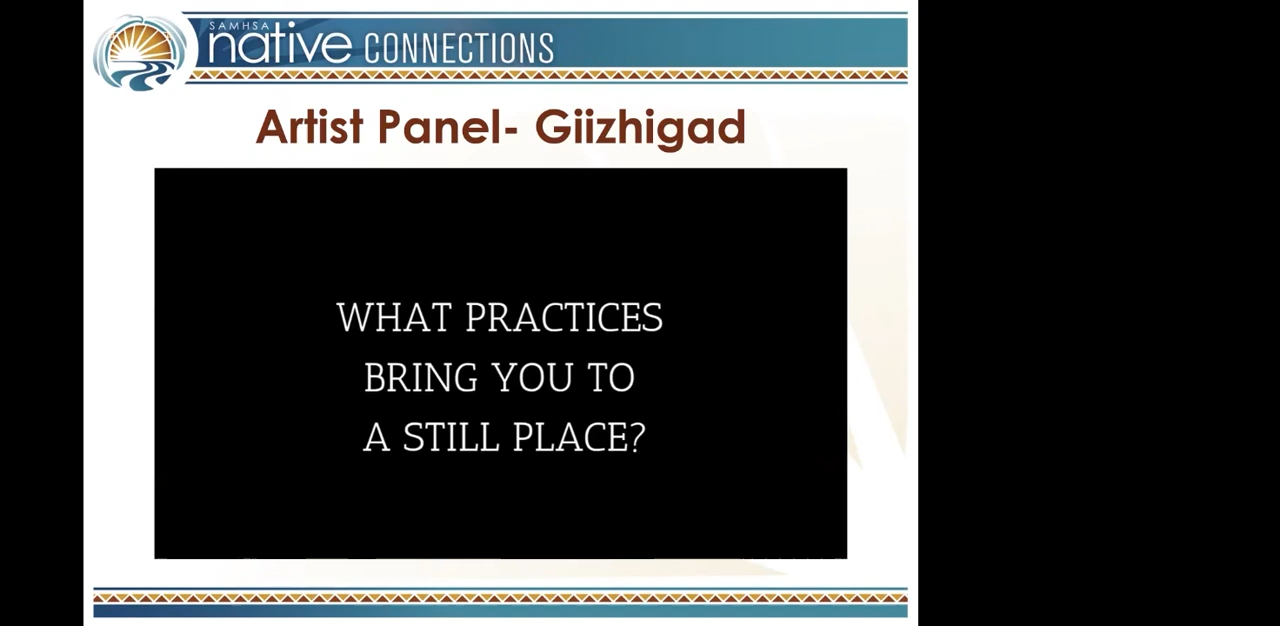 SAMHSA
native CONNECTIONS
Artist Panel- Giizhigad
WHAT PRACTICES
BRING YOU TO
A STILL PLACE?